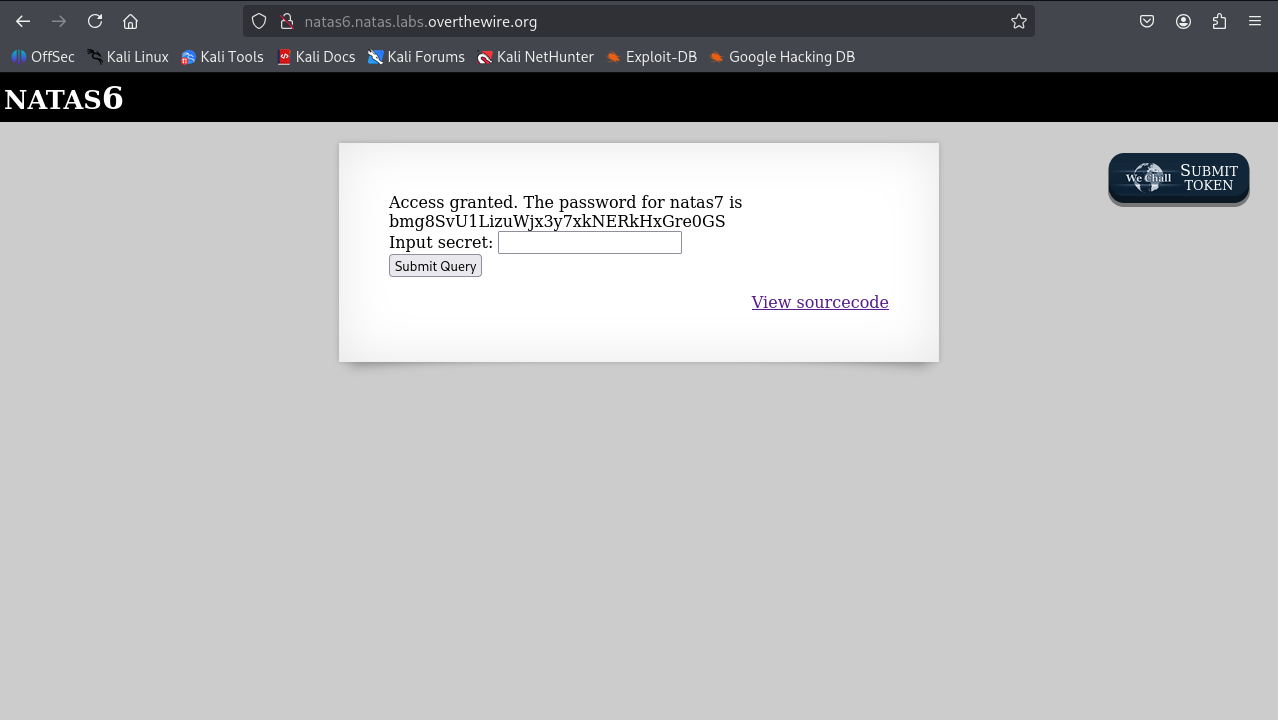 natas6.natas.labs.overthewire.org
OffSec Kali Linux Kali Tools Kali Docs Kali Forums Kali NetHunter Exploit-DB Google Hacking DB
NATAS6
We Chall SUBMIT
TOKEN
Access granted. The password for natas7 is
bmg8SvU1LizuWjx3y7xkNERkHxGre0GS
Input secret:
Submit Query
View sourcecode